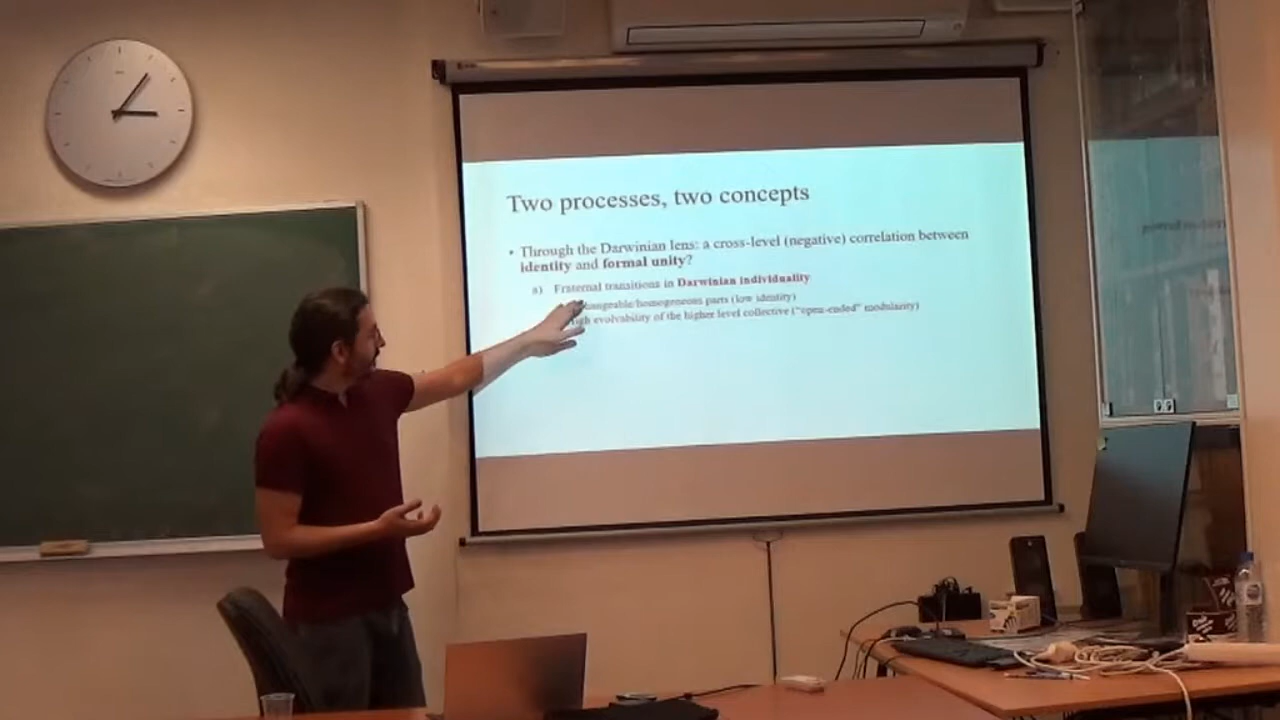 Two processes, two concepts
• Through the Darwinian lens: a cross-level (negative) correlation between
identity and formal unity?
a) Fraternal transitions in Darwinian individuality
changeable/homogeneous parts (low identity)
High evolvability of the higher level collective ("open-ended" modularity)